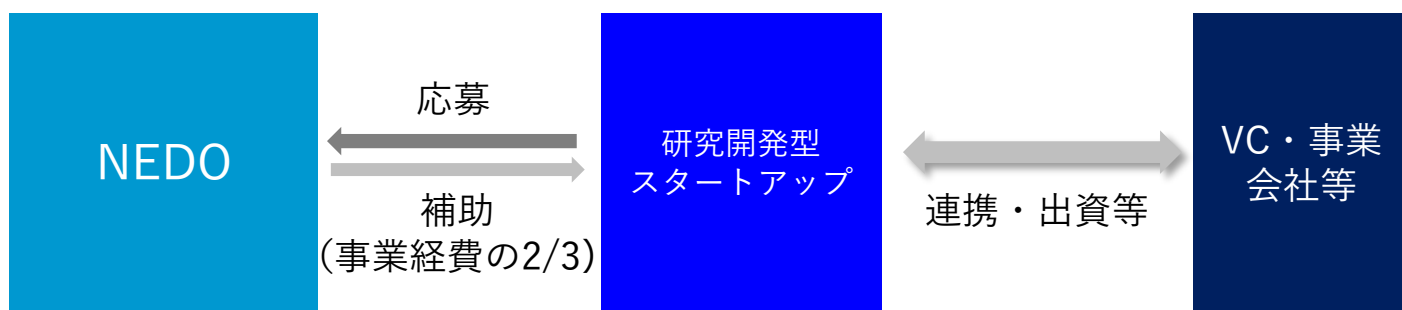 NEDO
応募
補助
(事業経費の2/3)
研究開発型
スタートアップ
連携・出資等
VC・事業
会社等